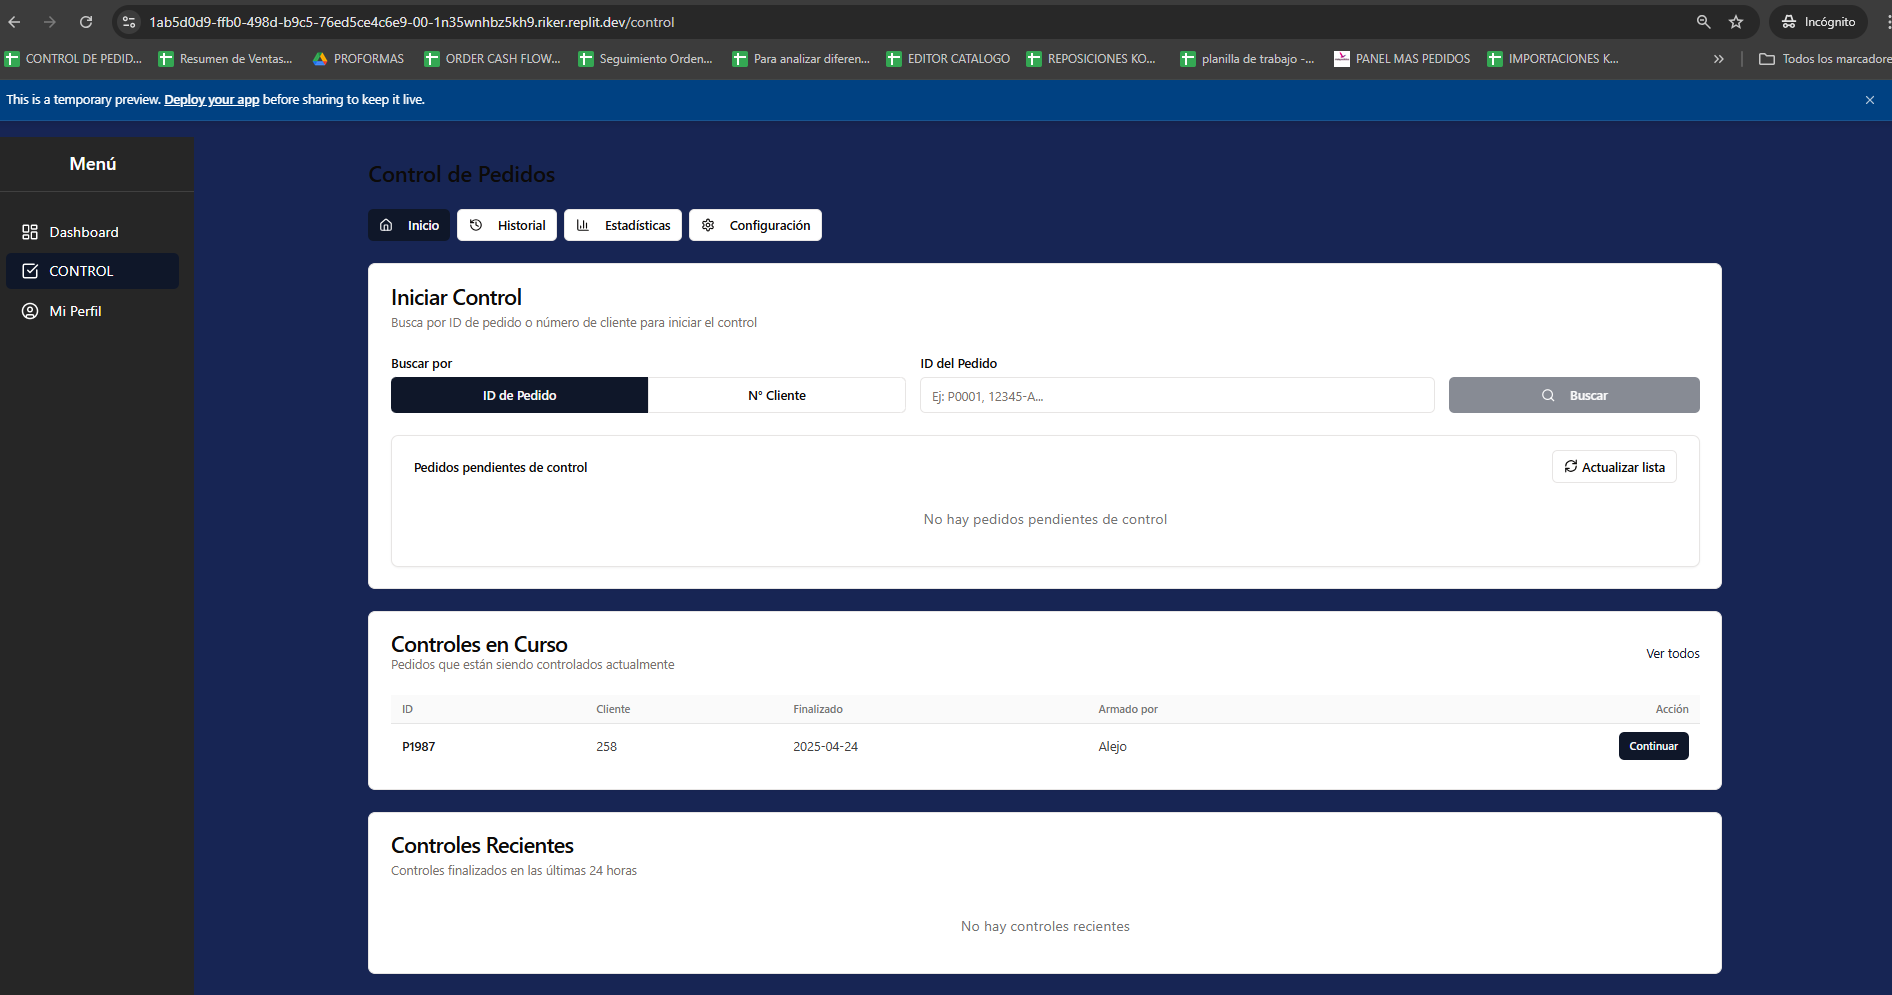 1ab5d0d9-ffb0-498d-b9c5-76ed5ce4c6e9-00-1n35wnhbz5kh9.riker.replit.dev/control
Incógnito
CONTROL DE PEDID...
Resumen de Ventas...
PROFORMAS
ORDER CASH FLOW...
Seguimiento Orden...
Para analizar diferen...
EDITOR CATALOGO
REPOSICIONES KO...
planilla de trabajo -...
PANEL MAS PEDIDOS
IMPORTACIONES K...
Todos los marcadore
This is a temporary preview. Deploy your app before sharing to keep it live.
Menú
Dashboard
CONTROL
Mi Perfil
Control de Pedidos
Inicio
Historial
Estadísticas
Configuración
Iniciar Control
Busca por ID de pedido o número de cliente para iniciar el control
Buscar por
ID del Pedido
ID de Pedido
N° Cliente
Ej: P0001, 12345-A...
Buscar
Pedidos pendientes de control
Actualizar lista
No hay pedidos pendientes de control
Controles en Curso
Pedidos que están siendo controlados actualmente
Ver todos
ID Cliente Finalizado Armado por Acción
P1987 258 2025-04-24 Alejo Continuar
Controles Recientes
Controles finalizados en las últimas 24 horas
No hay controles recientes